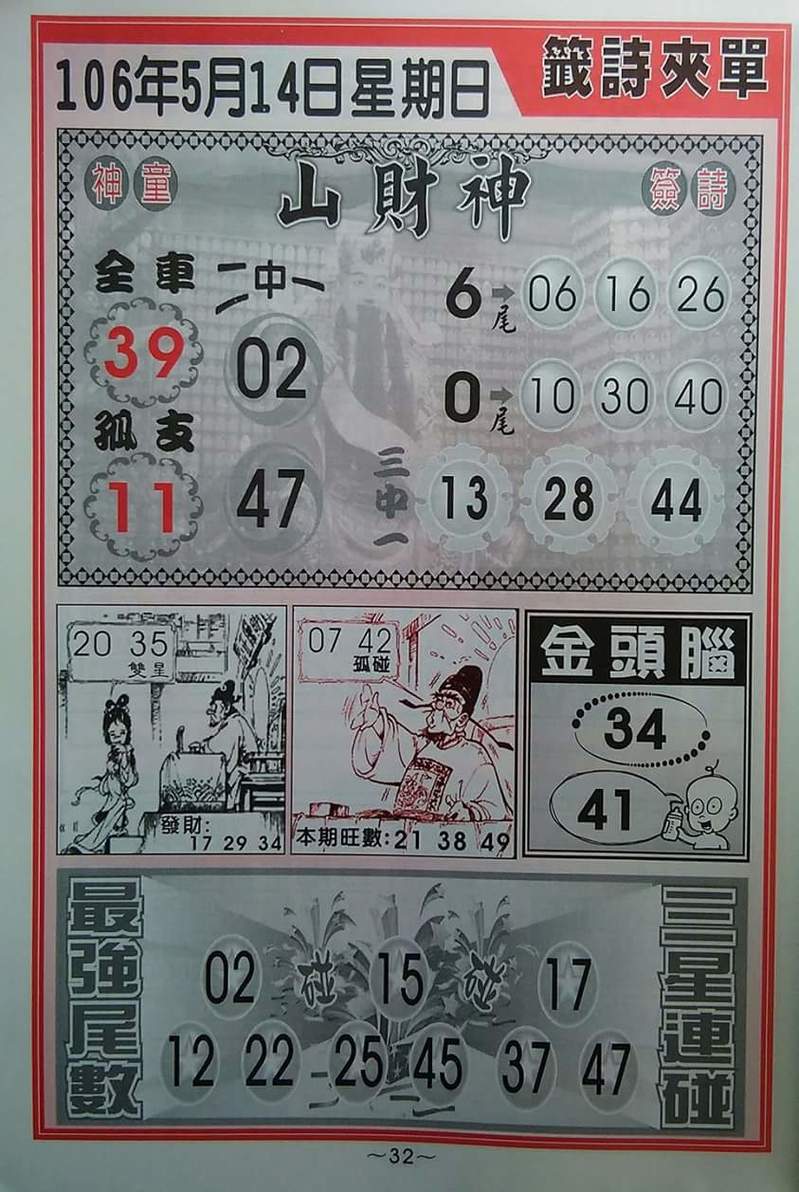 106年5月14日星期日
籤詩夾單
神童
山財神
簽詩
全車
39
孤支
11
二中一
02
47
6→尾 06 16 26
0→尾 10 30 40
三中一 13 28 44
20 35
雙星
發財:
17 29 34
07 42
孤碰
本期旺數:21 38 49
金頭腦
34
41
最強尾數
02 碰 15 碰 17
12 22 25 45 37 47
三星連碰
~32~